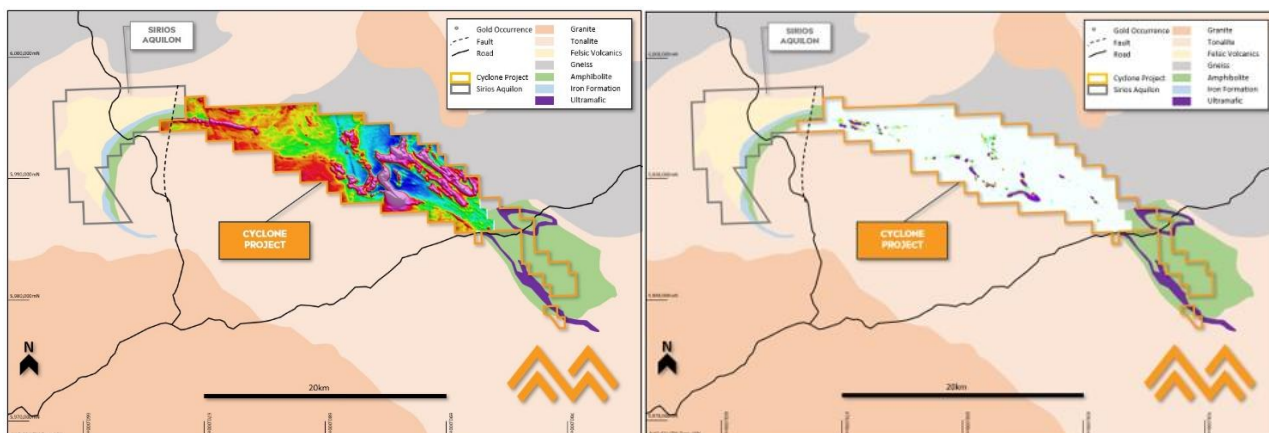 SIRIOS
AQUILON
Gold Occurrence
Fault
Road
Cyclone Project
Sirios Aquilon
Granite
Tonalite
Felsic Volcanics
Gneiss
Amphibolite
Iron Formation
Ultramafic
CYCLONE
PROJECT
N
20km
SIRIOS
AQUILON
Gold Occurrence
Fault
Road
Cyclone Project
Sirios Aquilon
Granite
Tonalite
Felsic Volcanics
Gneiss
Amphibolite
Iron Formation
Ultramafic
CYCLONE
PROJECT
N
20km